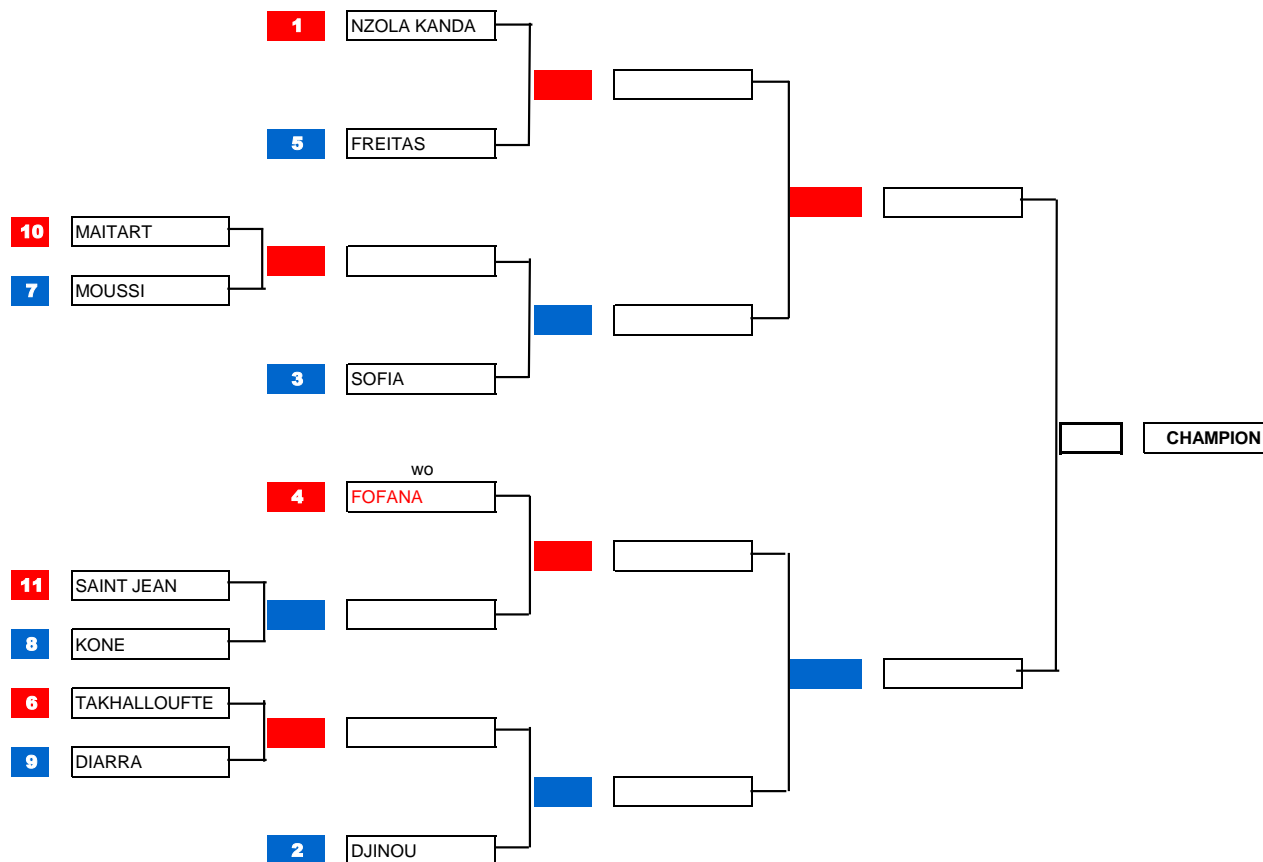 1 NZOLA KANDA
5 FREITAS
10 MAITART
7 MOUSSI
3 SOFIA
CHAMPION
wo
4 FOFANA
11 SAINT JEAN
8 KONE
6 TAKHALLOUFTE
9 DIARRA
2 DJINOU